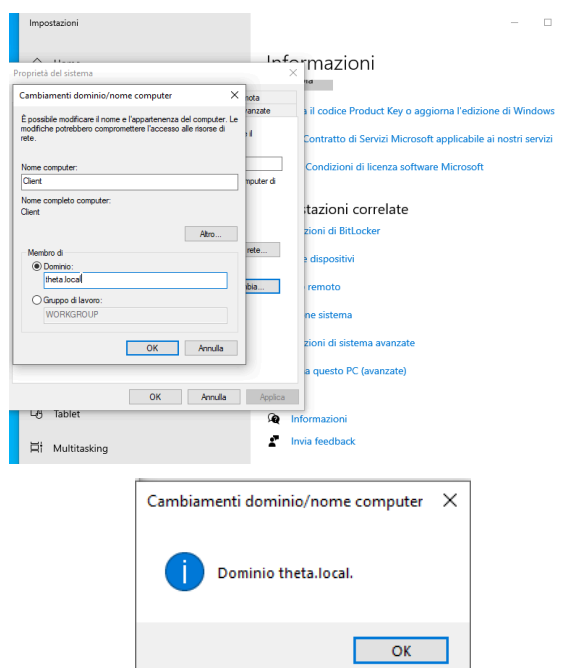 Impostazioni
Informazioni
Proprietà del sistema
Cambiamenti dominio/nome computer
È possibile modificare il nome e l'appartenenza del computer. Le
modifiche potrebbero compromettere l'accesso alle risorse di
rete.
Nome computer:
Client
Nome completo computer:
Client
Altro...
Membro di
Dominio:
theta.local
Gruppo di lavoro:
WORKGROUP
OK
Annulla
OK
Annulla
Applica
il codice Product Key o aggiorna l'edizione di Windows
Contratto di Servizi Microsoft applicabile ai nostri servizi
Condizioni di licenza software Microsoft
correlate
di BitLocker
dispositivi
remoto
sistema
di sistema avanzate
questo PC (avanzate)
Informazioni
Invia feedback
Tablet
Multitasking
Cambiamenti dominio/nome computer
Dominio theta.local.
OK